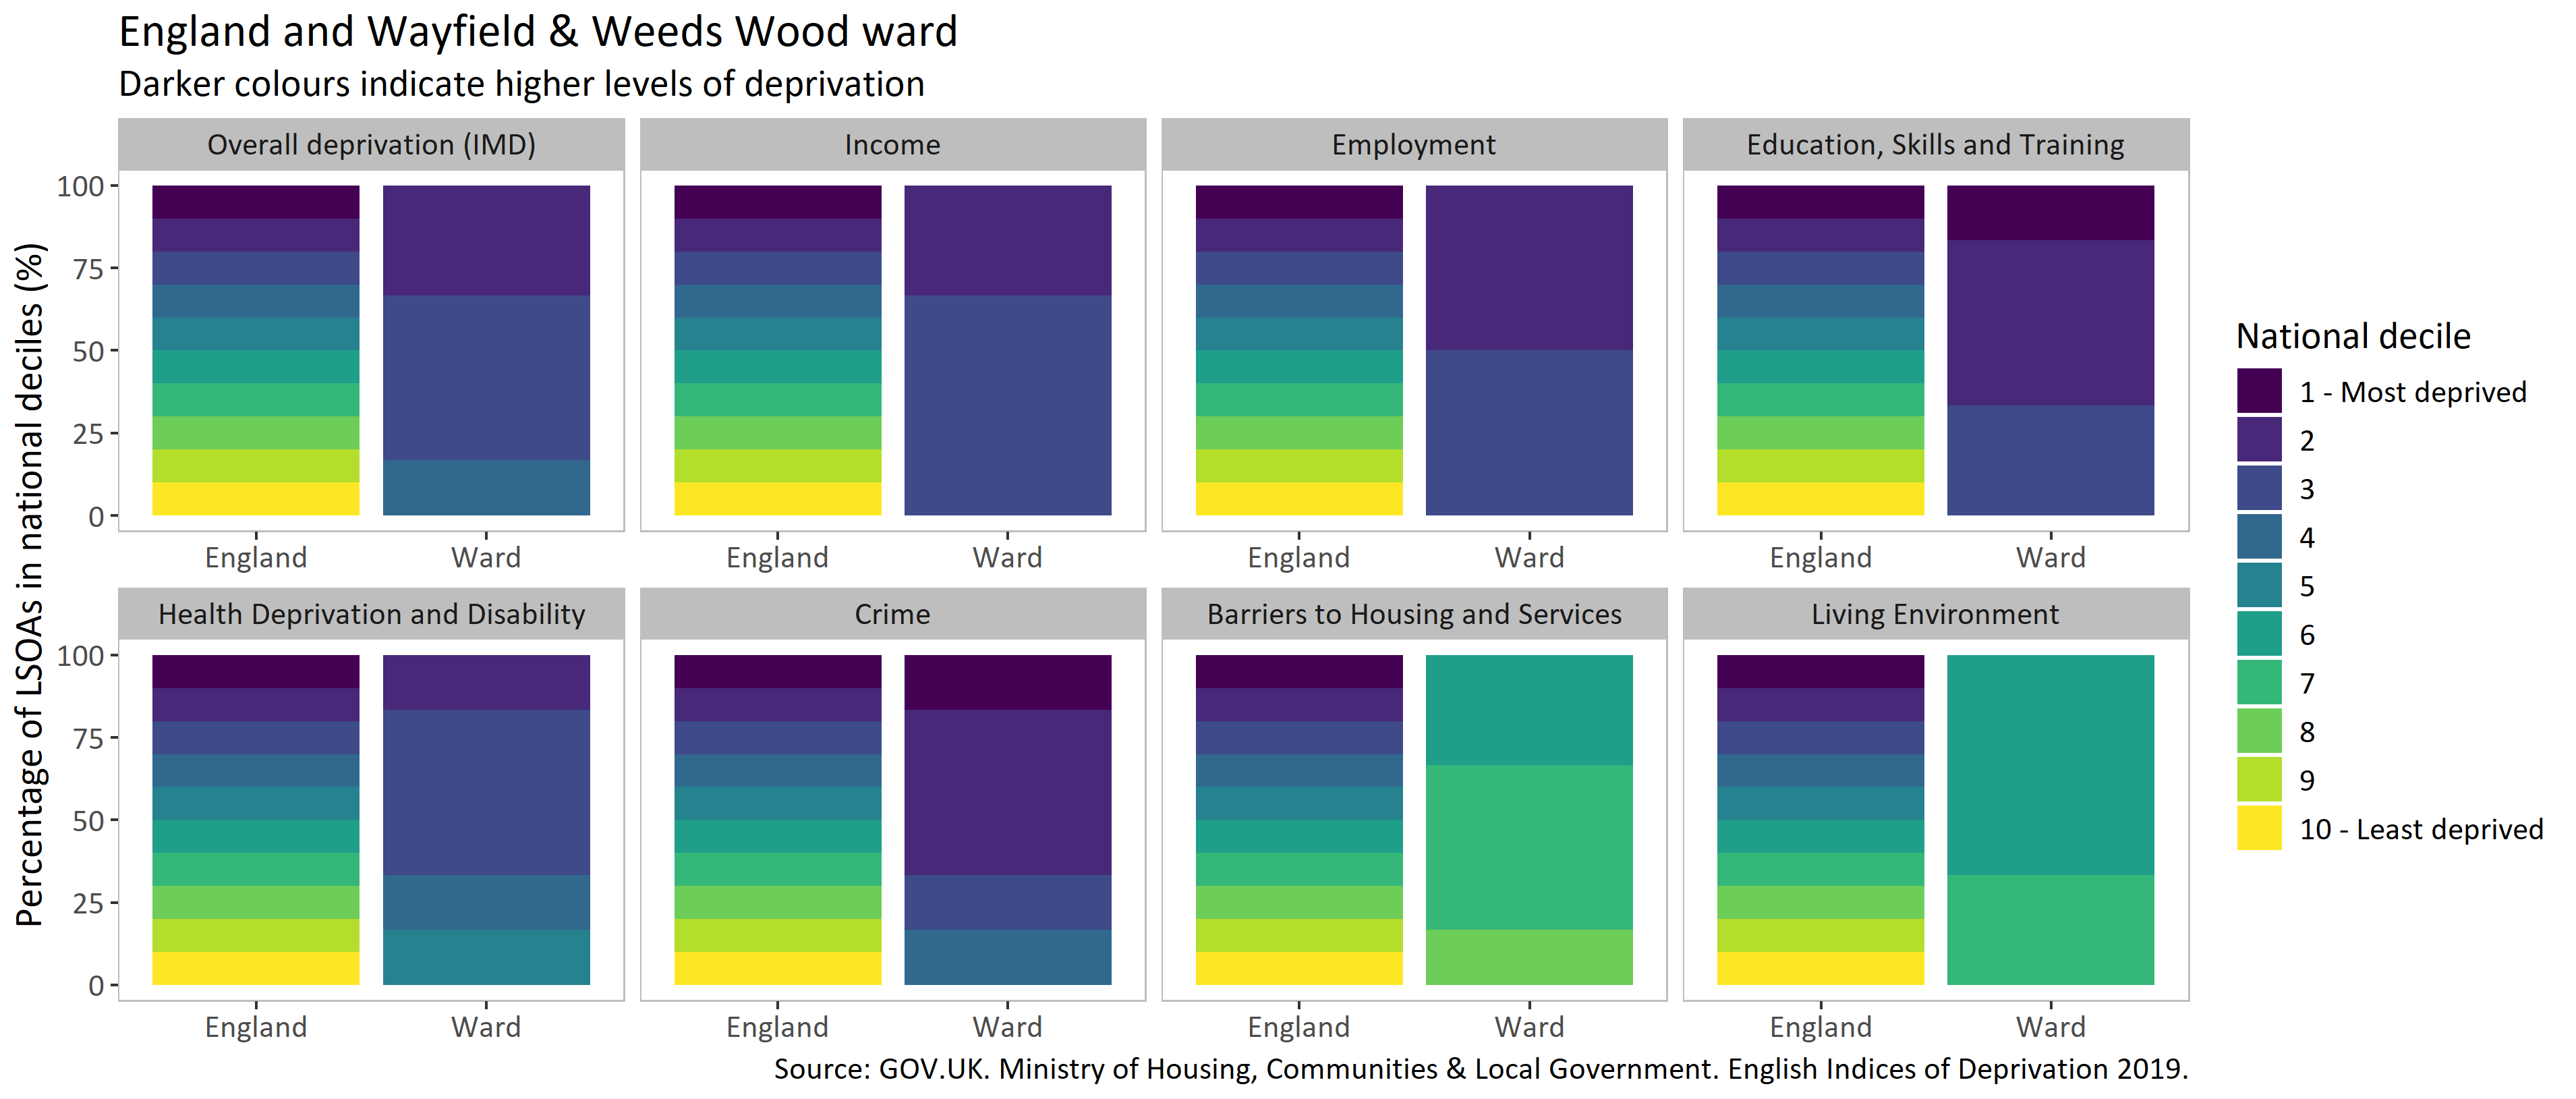 England and Wayfield & Weeds Wood ward
Darker colours indicate higher levels of deprivation
Percentage of LSOAs in national deciles (%)
Overall deprivation (IMD)
Income
Employment
Education, Skills and Training
100
75
50
25
0
England
Ward
England
Ward
England
Ward
England
Ward
Health Deprivation and Disability
Crime
Barriers to Housing and Services
Living Environment
100
75
50
25
0
England
Ward
England
Ward
England
Ward
England
Ward
National decile
1 - Most deprived
2
3
4
5
6
7
8
9
10 - Least deprived
Source: GOV.UK. Ministry of Housing, Communities & Local Government. English Indices of Deprivation 2019.